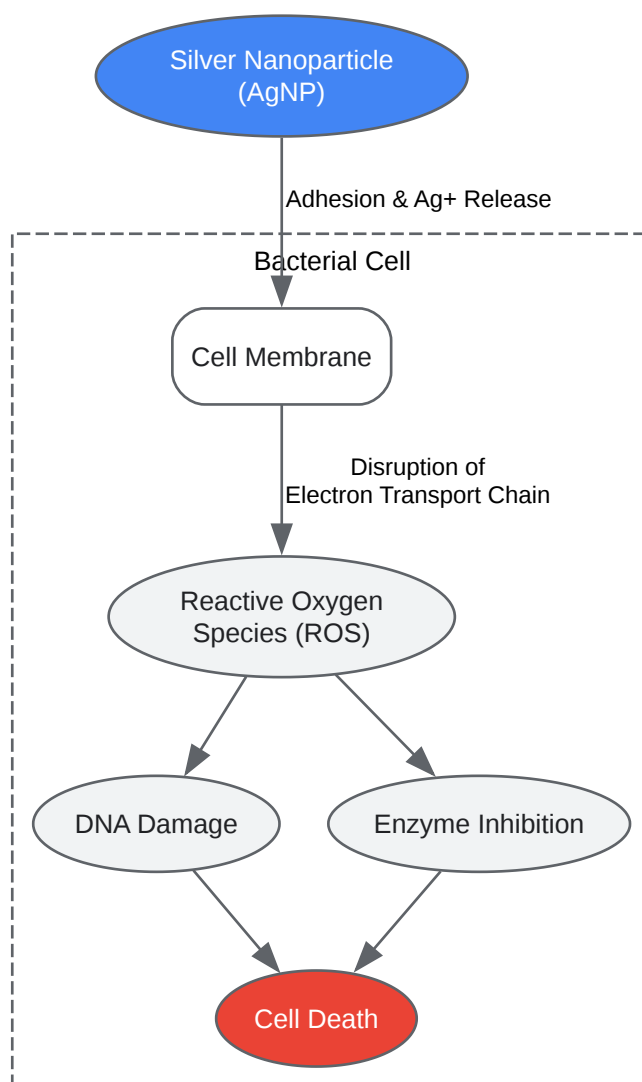 Silver Nanoparticle
(AgNP)
Adhesion & Ag+ Release
Bacterial Cell
Cell Membrane
Disruption of
Electron Transport Chain
Reactive Oxygen
Species (ROS)
DNA Damage
Enzyme Inhibition
Cell Death